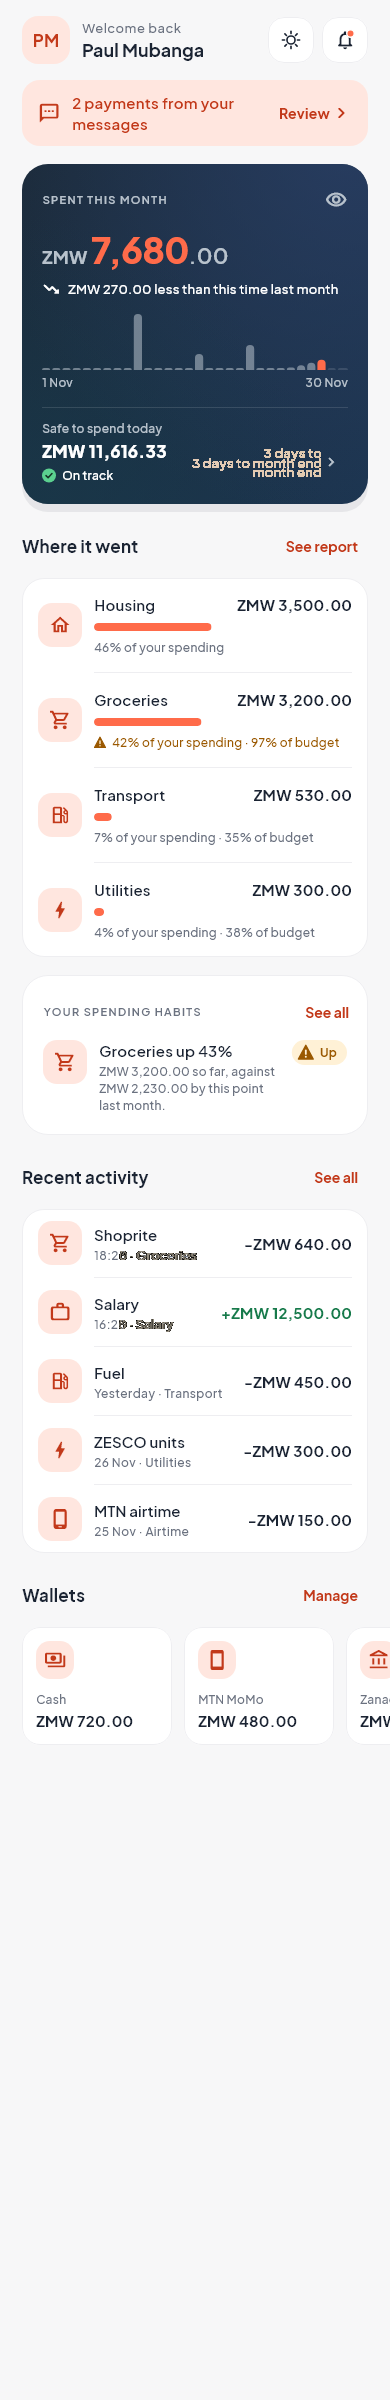 PM
Welcome back
Paul Mubanga
2 payments from your
messages
Review
SPENT THIS MONTH
ZMW 7,680.00
ZMW 270.00 less than this time last month
1 Nov
30 Nov
Safe to spend today
ZMW 11,616.33
On track
3 days to month end
Where it went
See report
Housing
ZMW 3,500.00
46% of your spending
Groceries
ZMW 3,200.00
42% of your spending · 97% of budget
Transport
ZMW 530.00
7% of your spending · 35% of budget
Utilities
ZMW 300.00
4% of your spending · 38% of budget
YOUR SPENDING HABITS
See all
Groceries up 43%
Up
ZMW 3,200.00 so far, against
ZMW 2,230.00 by this point
last month.
Recent activity
See all
Shoprite
Groceries
-ZMW 640.00
Salary
Salary
+ZMW 12,500.00
Fuel
Yesterday · Transport
-ZMW 450.00
ZESCO units
26 Nov · Utilities
-ZMW 300.00
MTN airtime
25 Nov · Airtime
-ZMW 150.00
Wallets
Manage
Cash
ZMW 720.00
MTN MoMo
ZMW 480.00